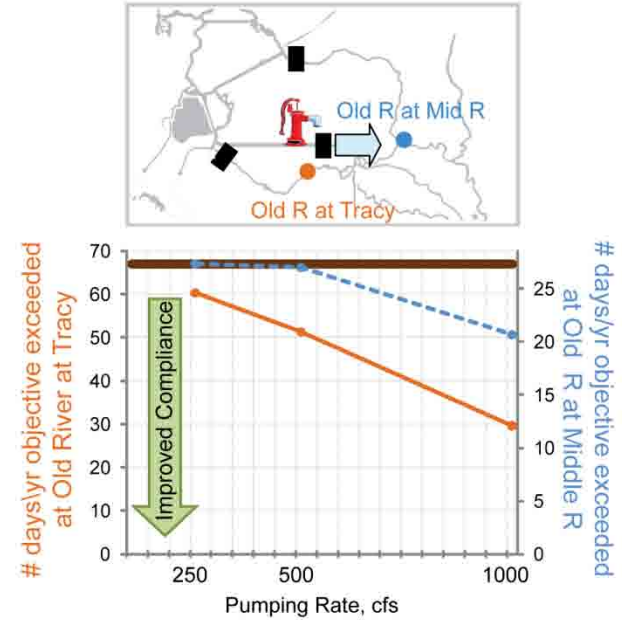 Old R at Mid R
Old R at Tracy
# days\yr objective exceeded
at Old River at Tracy
70
60
50
40
30
20
10
0
Improved Compliance
25
20
15
10
5
0
# days/yr objective exceeded
at Old R at Middle R
250
500
1000
Pumping Rate, cfs